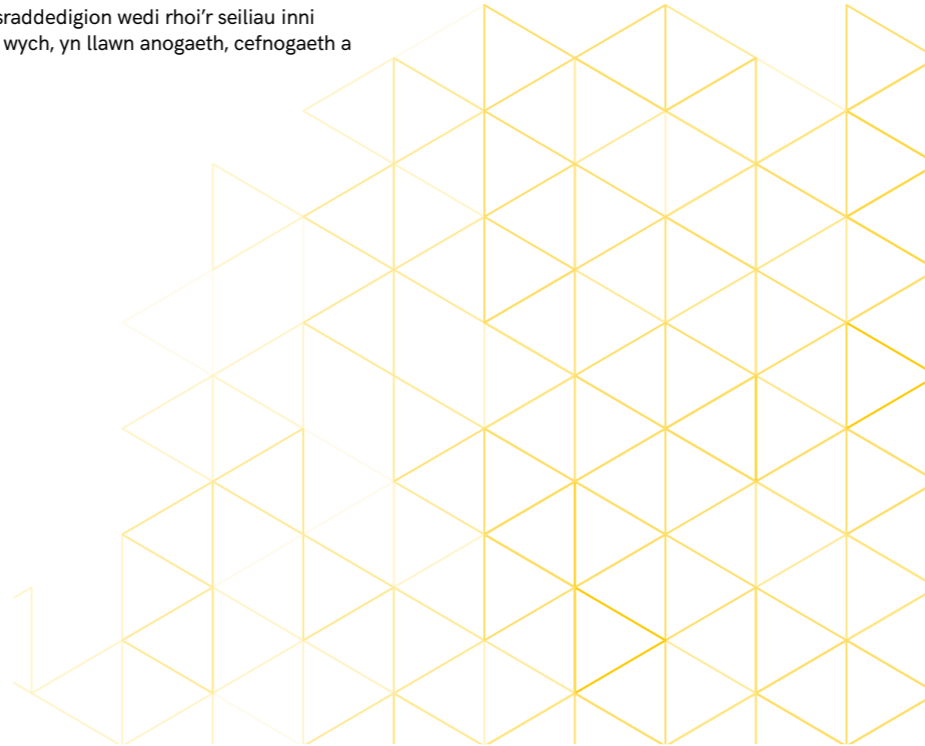 sraddedigion wedi rhoi’r seiliau inni
wych, yn llawn anogaeth, cefnogaeth a